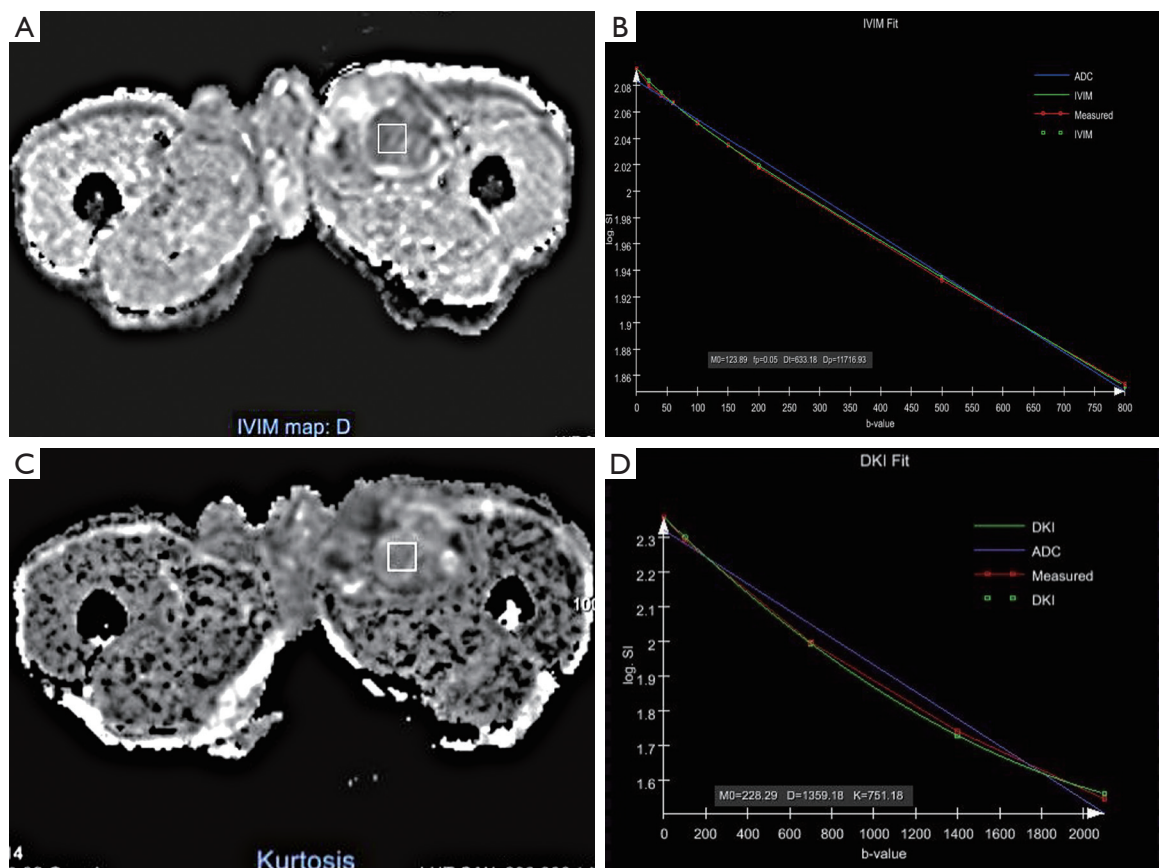 A
IVIM map: D
B
IVIM Fit
ADC
IVIM
Measured
IVIM
2.08
2.06
2.04
2.02
2
1.98
1.96
1.94
1.92
1.9
1.88
1.86
log. SI
M0=123.89 fp=0.05 Dt=633.18 Dp=11716.93
0 50 100 150 200 250 300 350 400 450 500 550 600 650 700 750 800
b-value
C
10
14
Kurtosis
D
DKI Fit
DKI
ADC
Measured
DKI
2.3
2.2
2.1
2
1.9
1.8
1.7
1.6
log. SI
M0=228.29 D=1359.18 K=751.18
0 200 400 600 800 1000 1200 1400 1600 1800 2000
b-value